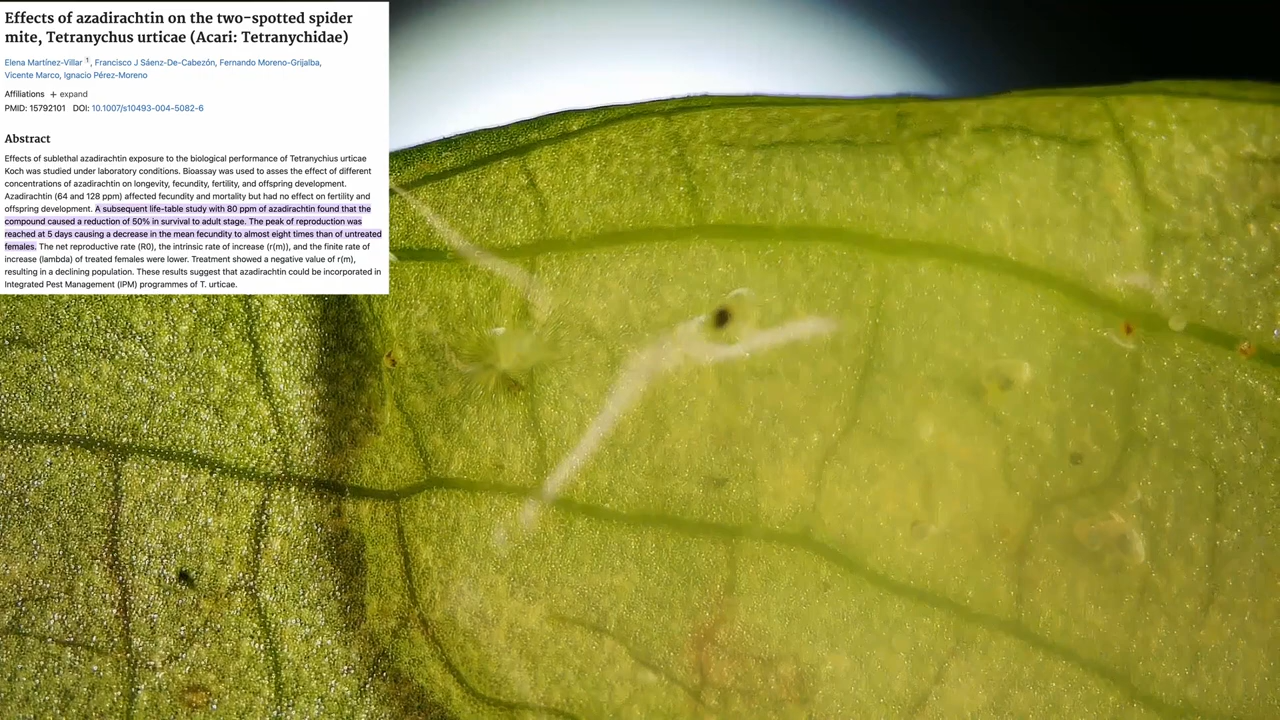 Effects of azadirachtin on the two-spotted spider
mite, Tetranychus urticae (Acari: Tetranychidae)
Elena Martínez-Villar 1, Francisco J Sáenz-De-Cabezón, Fernando Moreno-Grijalba,
Vicente Marco, Ignacio Pérez-Moreno
Affiliations + expand
PMID: 15792101 DOI: 10.1007/s10493-004-5082-6
Abstract
Effects of sublethal azadirachtin exposure to the biological performance of Tetranychius urticae
Koch was studied under laboratory conditions. Bioassay was used to asses the effect of different
concentrations of azadirachtin on longevity, fecundity, fertility, and offspring development.
Azadirachtin (64 and 128 ppm) affected fecundity and mortality but had no effect on fertility and
offspring development. A subsequent life-table study with 80 ppm of azadirachtin found that the
compound caused a reduction of 50% in survival to adult stage. The peak of reproduction was
reached at 5 days causing a decrease in the mean fecundity to almost eight times than of untreated
females. The net reproductive rate (R0), the intrinsic rate of increase (r(m)), and the finite rate of
increase (lambda) of treated females were lower. Treatment showed a negative value of r(m),
resulting in a declining population. These results suggest that azadirachtin could be incorporated in
Integrated Pest Management (IPM) programmes of T. urticae.